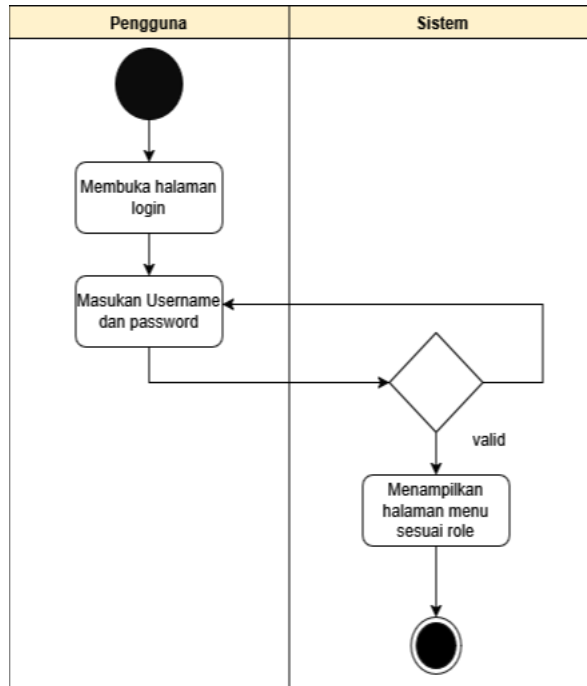 Pengguna
Sistem
Membuka halaman
login
Masukan Username
dan password
valid
Menampilkan
halaman menu
sesuai role